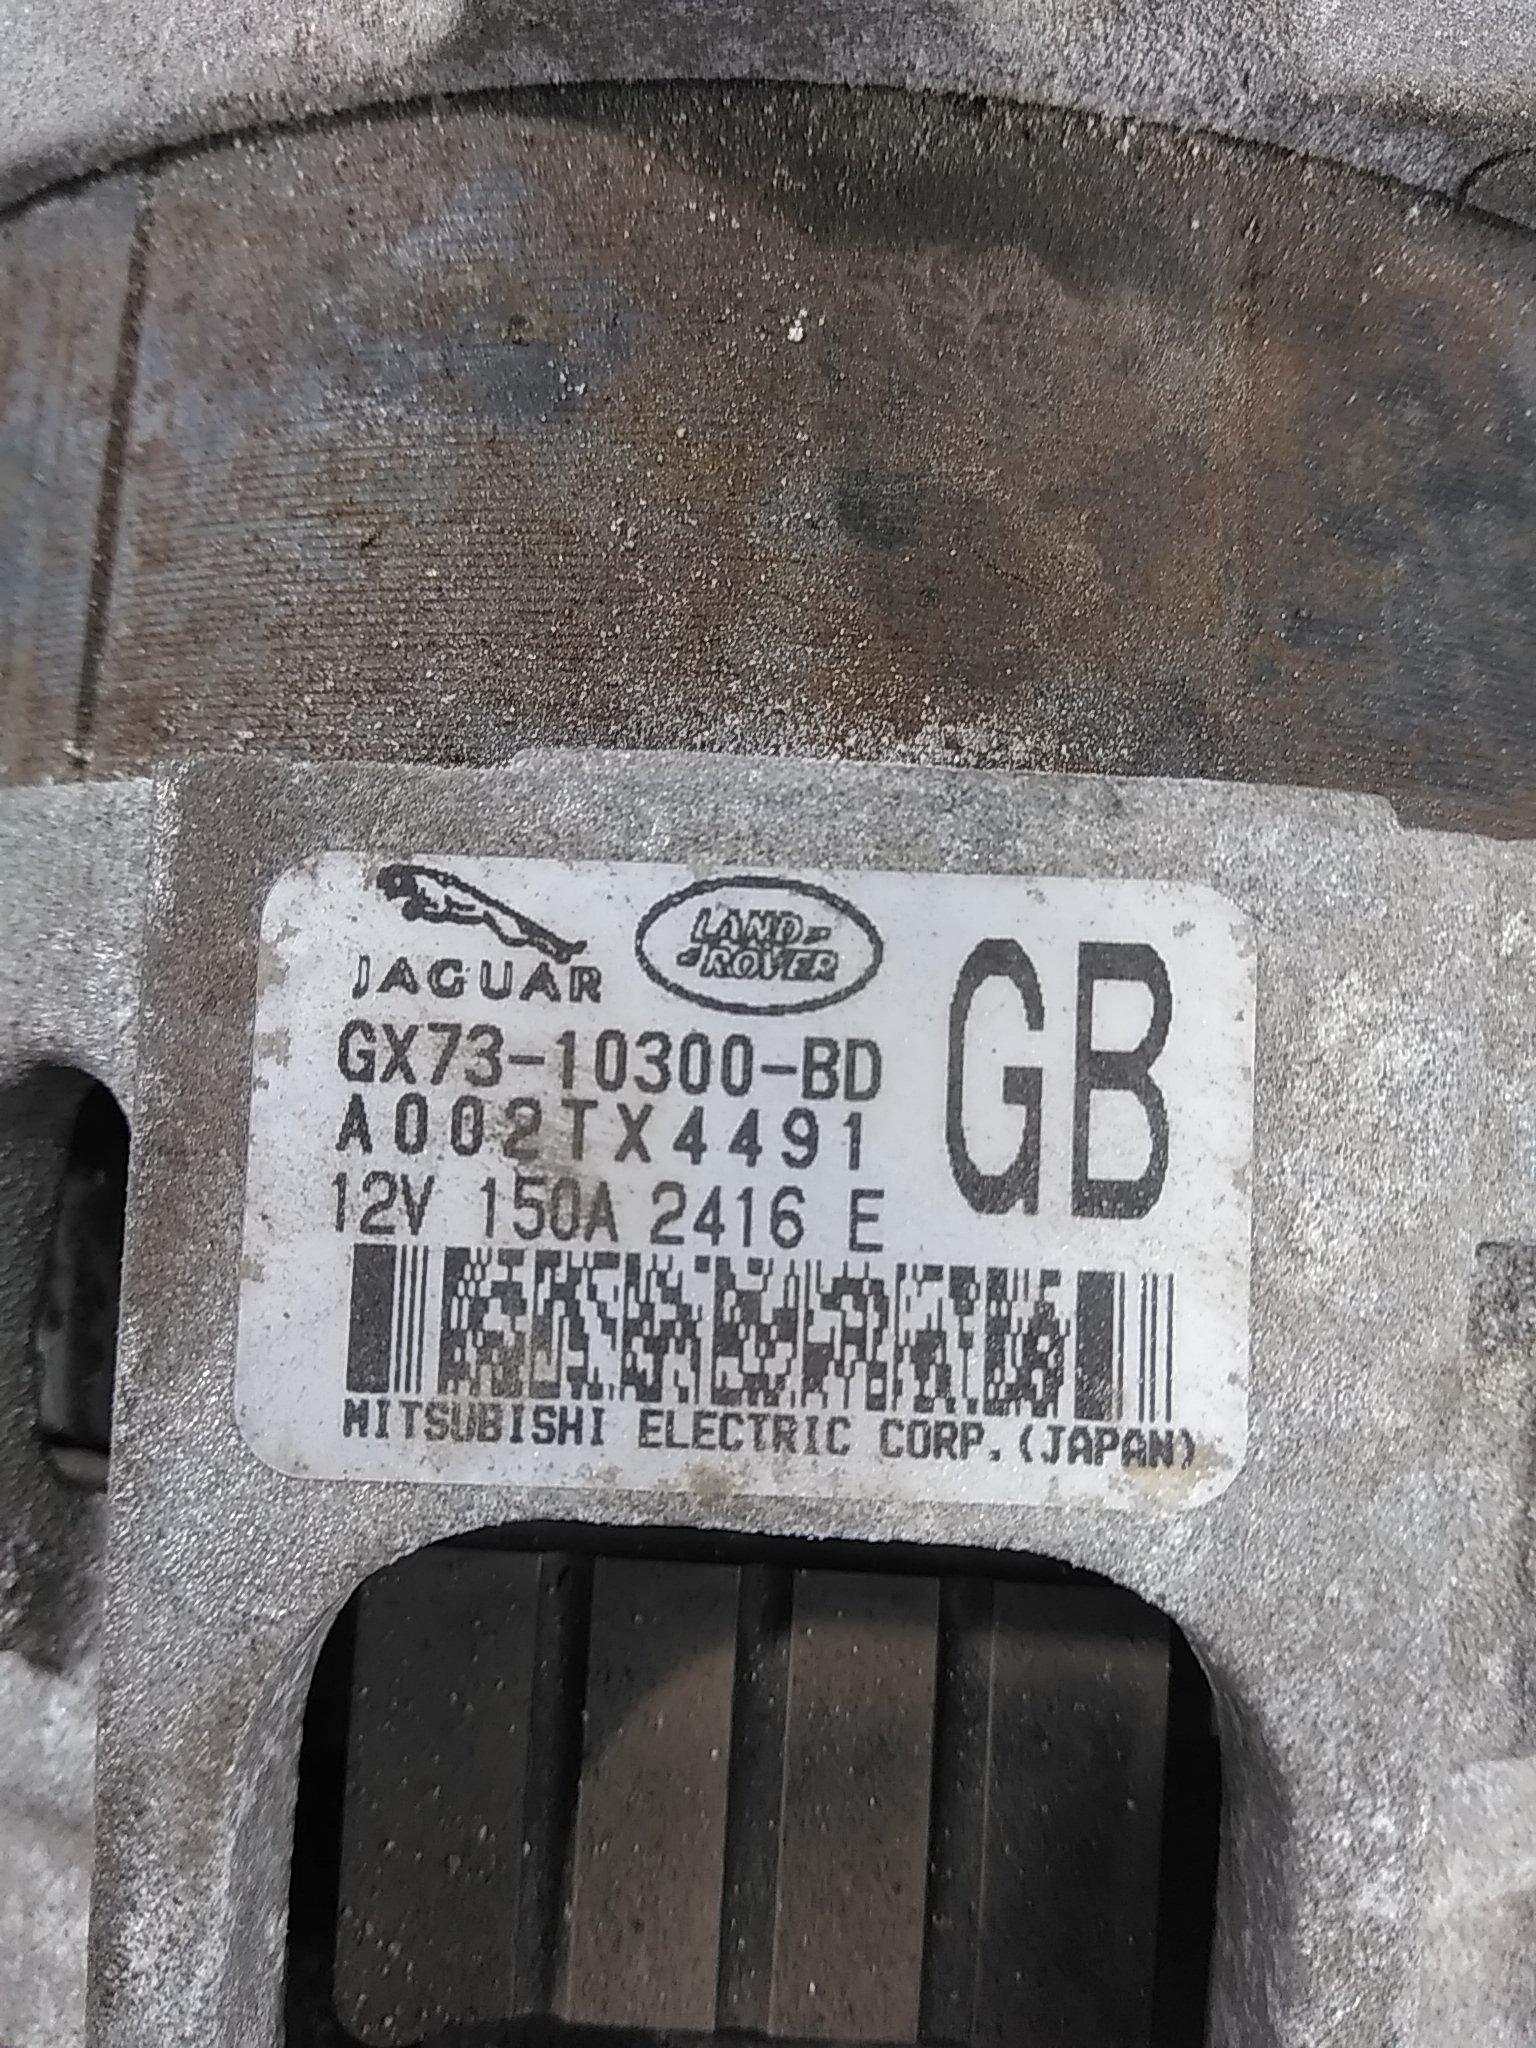 JAGUAR
LAND-
-ROVER
GX73-10300-BD
GB
A002TX4491
12V 150A 2416 E
MITSUBISHI ELECTRIC CORP.(JAPAN)